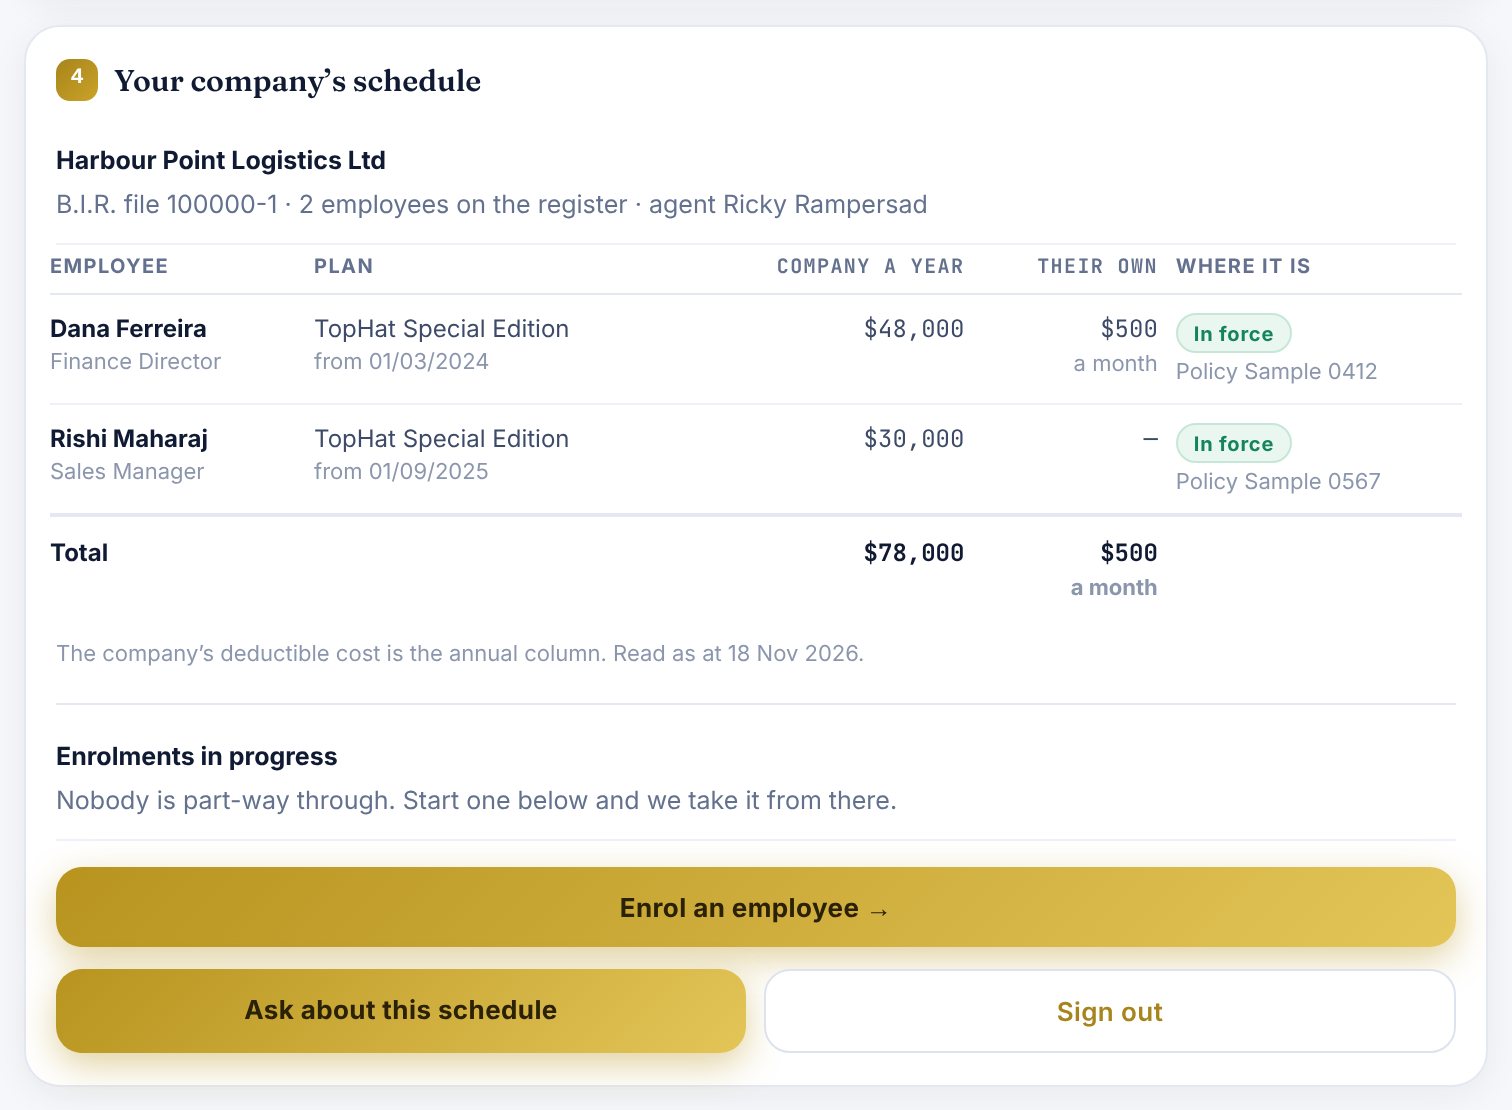 4 Your company’s schedule
Harbour Point Logistics Ltd
B.I.R. file 100000-1 · 2 employees on the register · agent Ricky Rampersad
EMPLOYEE PLAN COMPANY A YEAR THEIR OWN WHERE IT IS
Dana Ferreira TopHat Special Edition $48,000 $500 In force
Finance Director from 01/03/2024 a month Policy Sample 0412
Rishi Maharaj TopHat Special Edition $30,000 — In force
Sales Manager from 01/09/2025 Policy Sample 0567
Total $78,000 $500
a month
The company’s deductible cost is the annual column. Read as at 18 Nov 2026.
Enrolments in progress
Nobody is part-way through. Start one below and we take it from there.
Enrol an employee →
Ask about this schedule Sign out